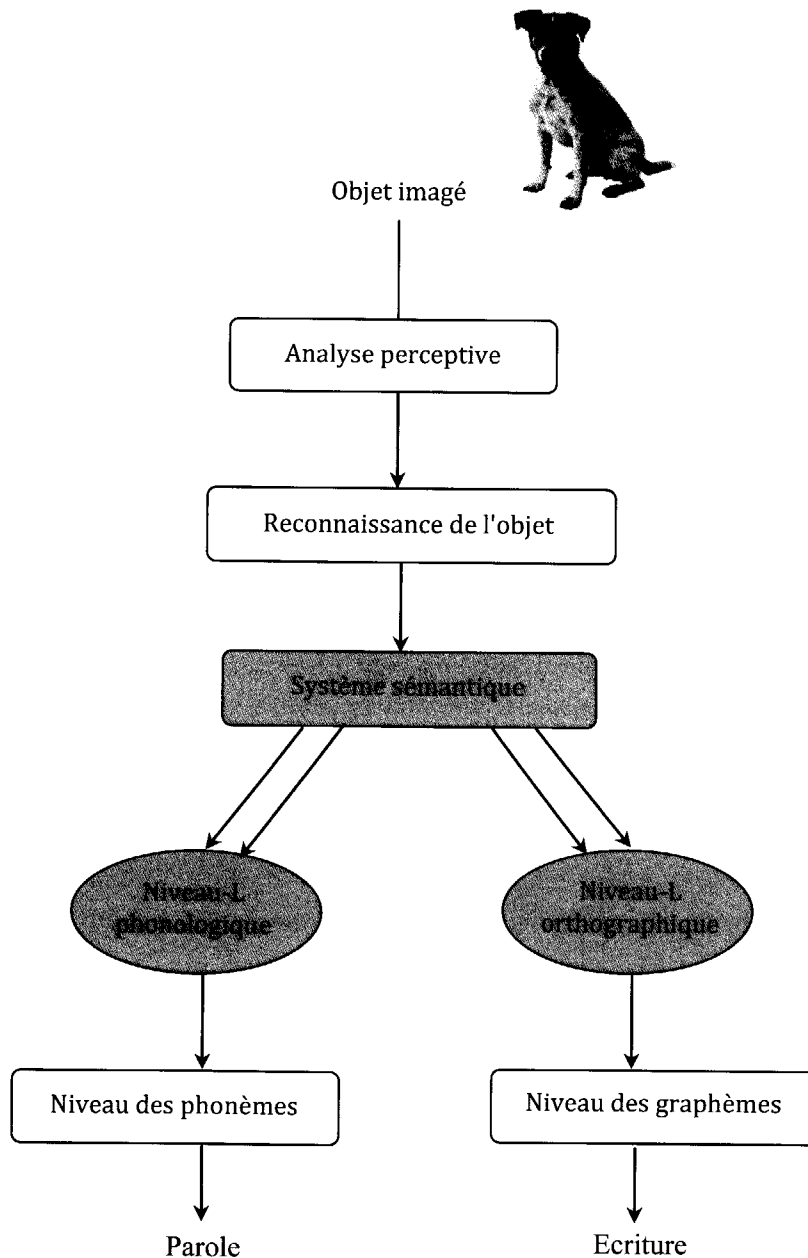 Objet imagé
Analyse perceptive
Reconnaissance de l'objet
Système sémantique
Niveau-L
phonologique
Niveau-L
orthographique
Niveau des phonèmes
Niveau des graphèmes
Parole
Ecriture